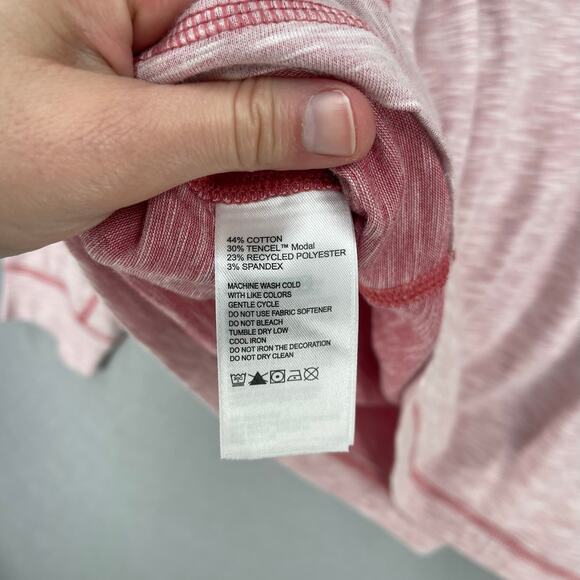 44% COTTON
30% TENCEL™ Modal
23% RECYCLED POLYESTER
3% SPANDEX
MACHINE WASH COLD
WITH LIKE COLORS
GENTLE CYCLE
DO NOT USE FABRIC SOFTENER
DO NOT BLEACH
TUMBLE DRY LOW
COOL IRON
DO NOT IRON THE DECORATION
DO NOT DRY CLEAN